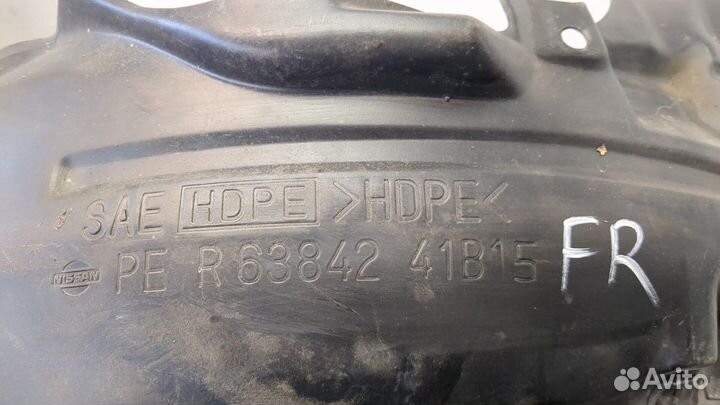 SAE HDPE >HDPE<
NISSAN PE R 63842 41B15 FR
Avito